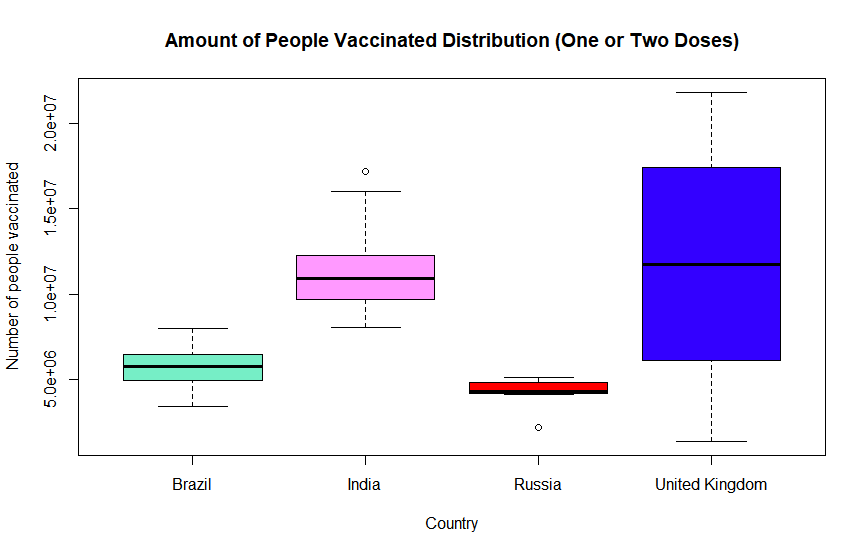 Amount of People Vaccinated Distribution (One or Two Doses)
Number of people vaccinated
2.0e+07
1.5e+07
1.0e+07
5.0e+06
Brazil India Russia United Kingdom
Country